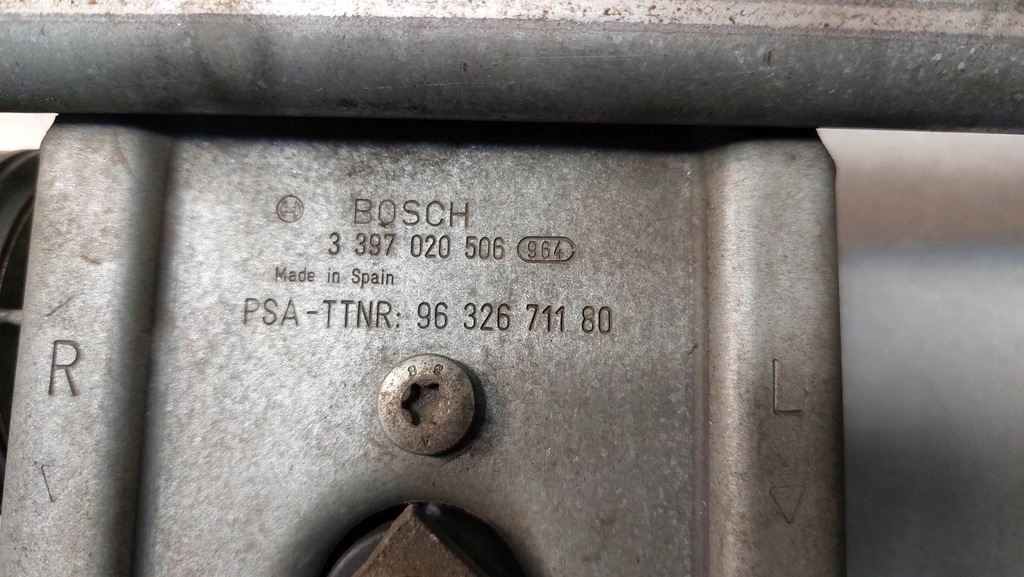 BOSCH
3 397 020 506 964
Made in Spain
PSA-TTNR: 96 326 711 80
R
L